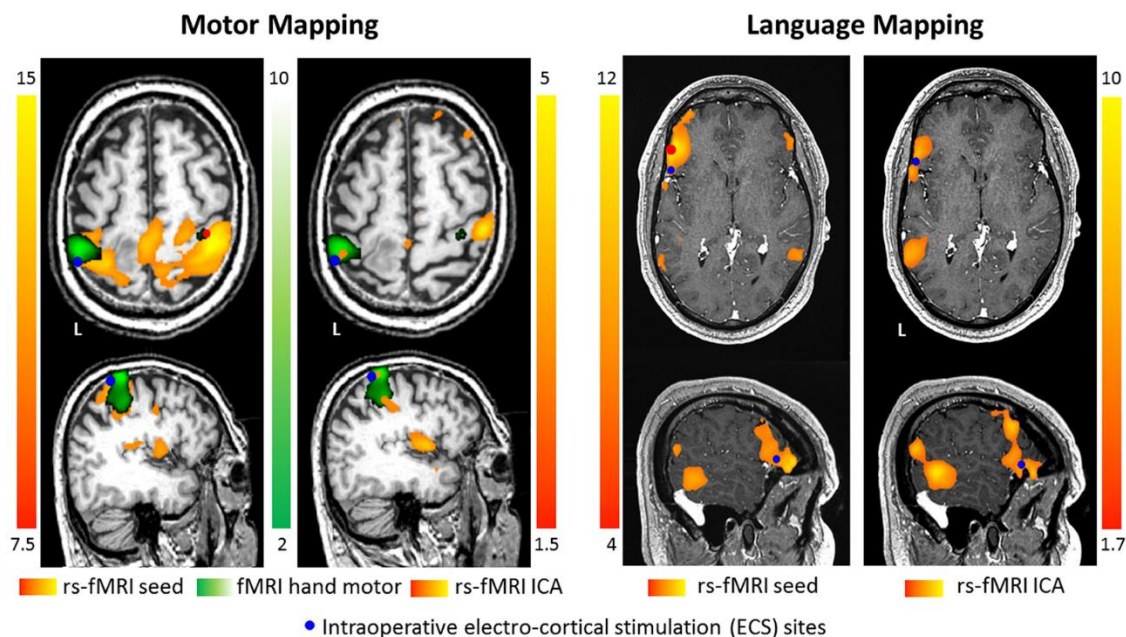 Motor Mapping
Language Mapping
15
10
5
12
10
L
L
7.5
2
1.5
4
1.7
rs-fMRI seed
fMRI hand motor
rs-fMRI ICA
rs-fMRI seed
rs-fMRI ICA
Intraoperative electro-cortical stimulation (ECS) sites